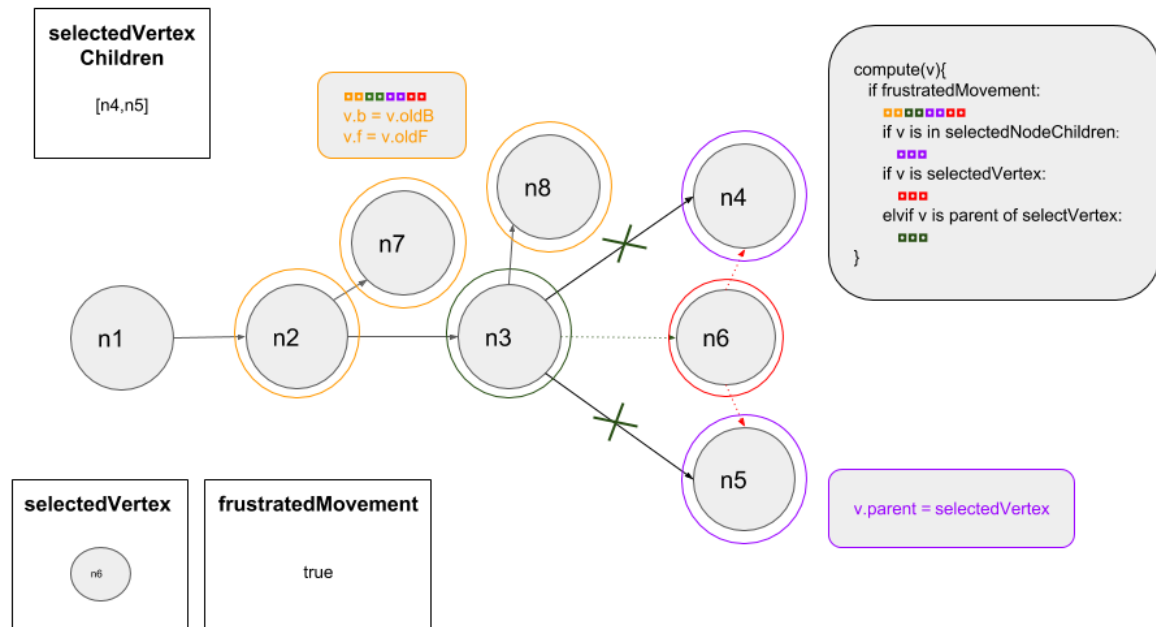 selectedVertex
Children
[n4,n5]
v.b = v.oldB
v.f = v.oldF
compute(v){
if frustratedMovement:
if v is in selectedNodeChildren:
if v is selectedVertex:
elvif v is parent of selectVertex:
}
n8
n4
n7
n1
n2
n3
n6
n5
selectedVertex
n6
frustratedMovement
true
v.parent = selectedVertex